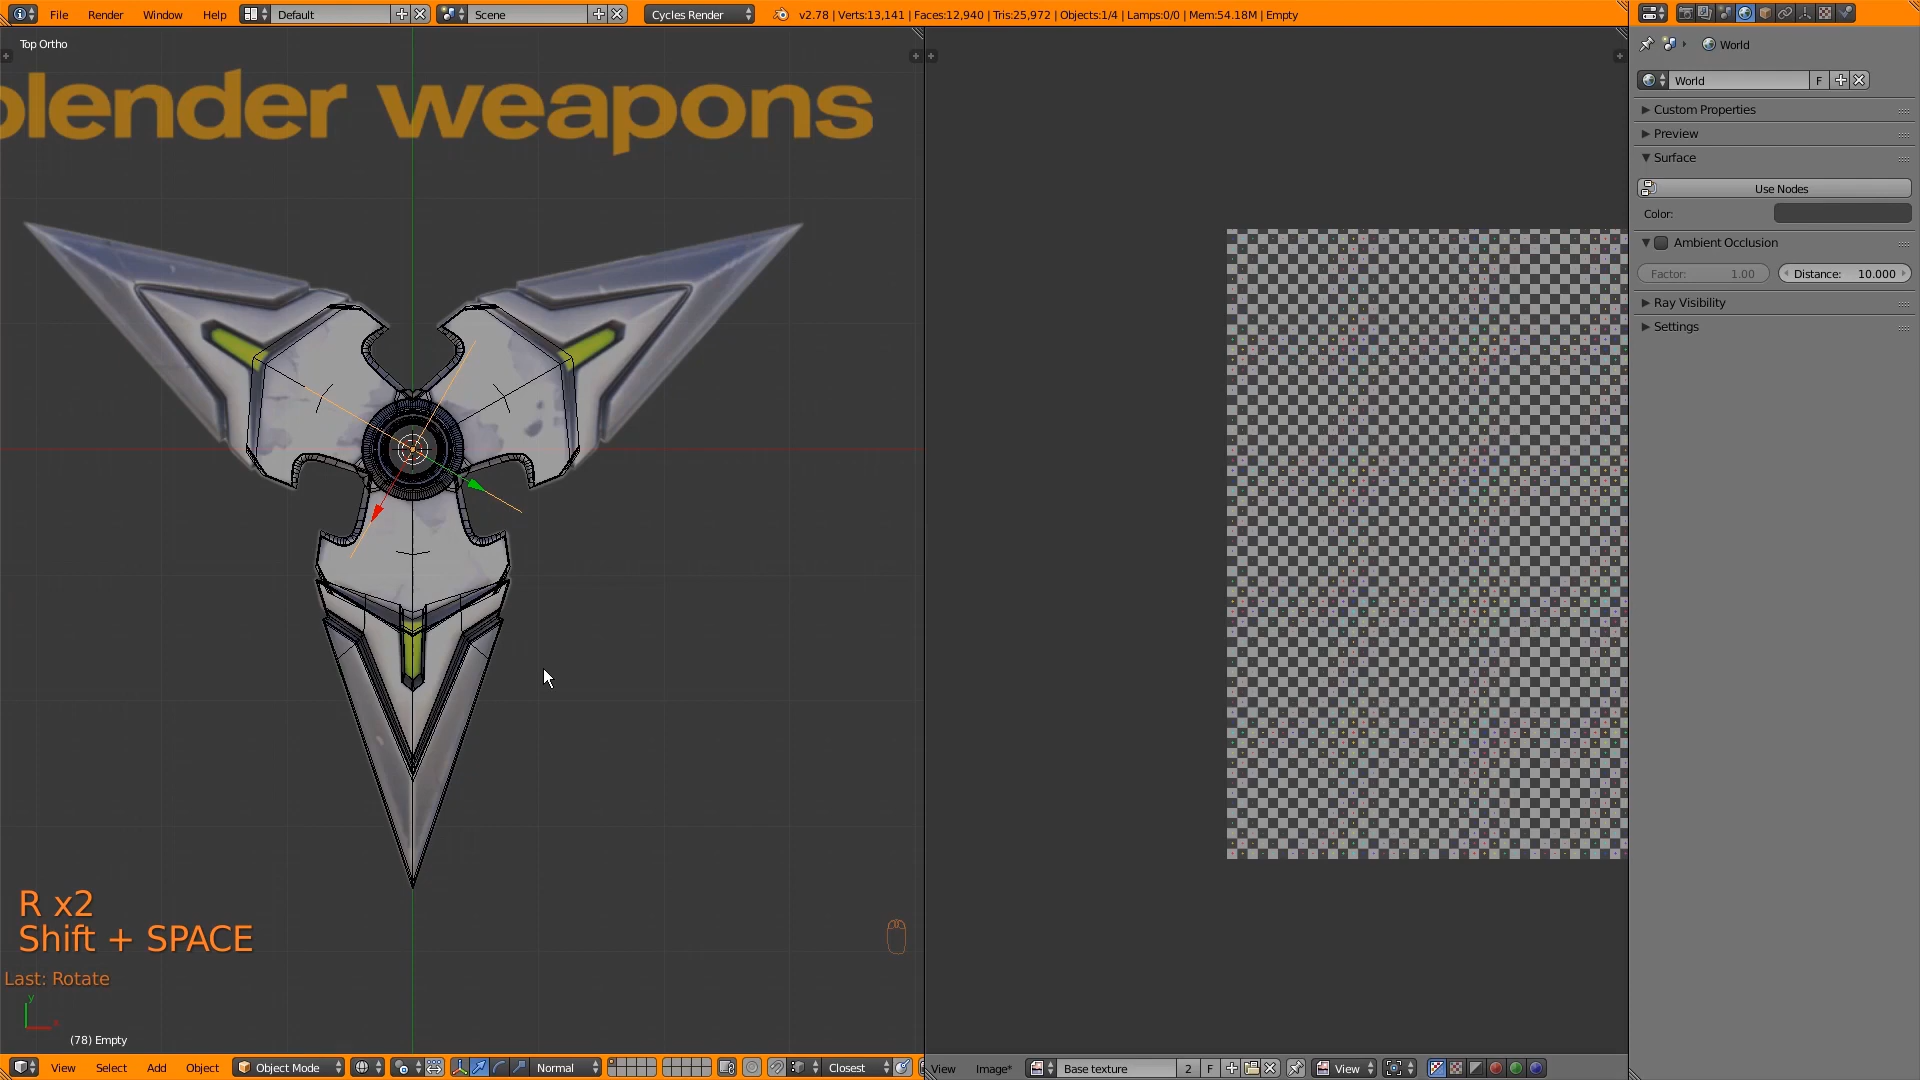 File Render Window Help Default Scene Cycles Render v2.78 | Verts:13,141 | Faces:12,940 | Tris:25,972 | Objects:1/4 | Lamps:0/0 | Mem:54.18M | Empty
Top Ortho
World
blender weapons
World F
Custom Properties
Preview
Surface
Use Nodes
Color:
Ambient Occlusion
Factor: 1.00 Distance: 10.000
Ray Visibility
Settings
R x2
Shift + SPACE
Last: Rotate
y
x
(78) Empty
View Select Add Object Object Mode Normal Closest View Image* Base texture 2 F View